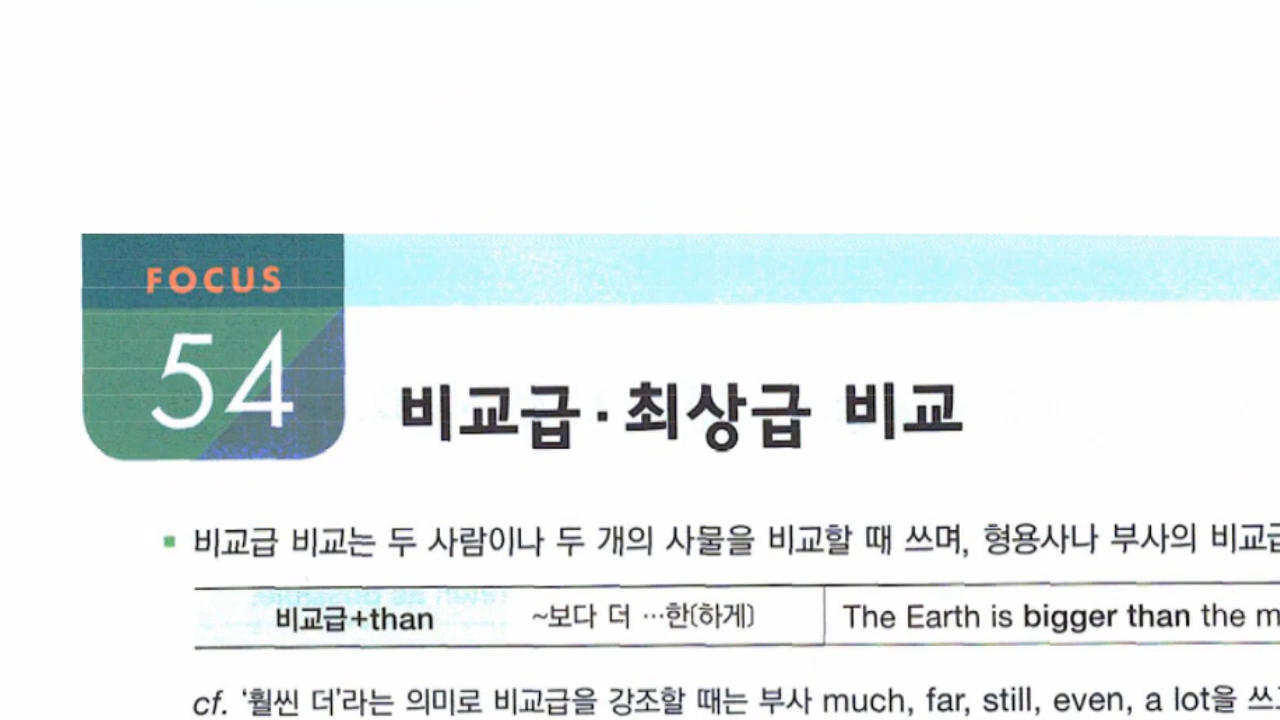 FOCUS
54
비교급·최상급 비교
비교급 비교는 두 사람이나 두 개의 사물을 비교할 때 쓰며, 형용사나 부사의 비교급
비교급+than ~보다 더 …한(하게) The Earth is bigger than the m
cf. ‘훨씬 더’라는 의미로 비교급을 강조할 때는 부사 much, far, still, even, a lot을